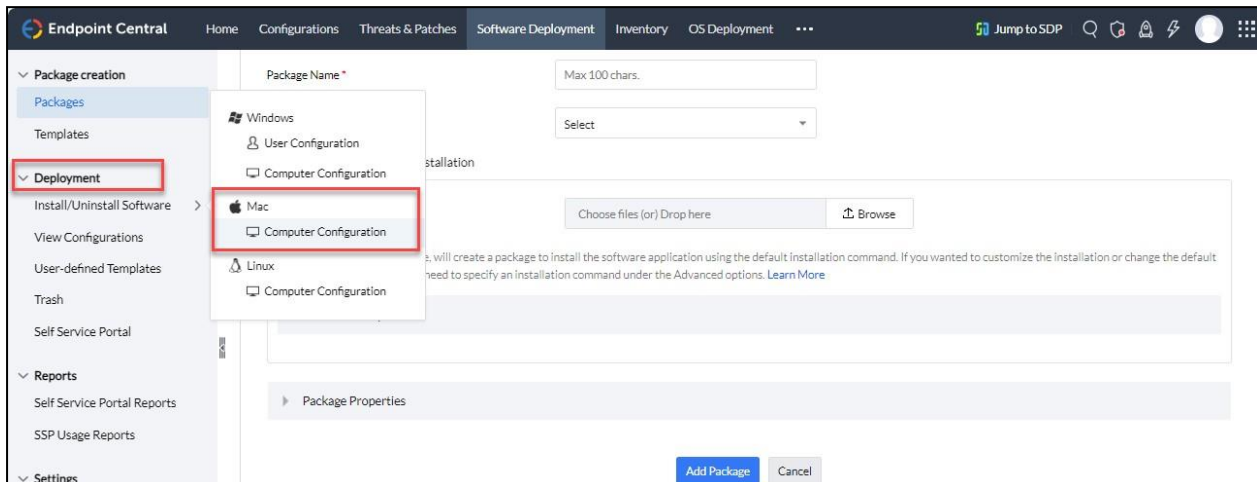 Endpoint Central Home Configurations Threats & Patches Software Deployment Inventory OS Deployment ••• Jump to SDP
Package creation
Packages
Templates
Deployment
Install/Uninstall Software
View Configurations
User-defined Templates
Trash
Self Service Portal
Reports
Self Service Portal Reports
SSP Usage Reports
Settings
Windows
User Configuration
Computer Configuration
Mac
Computer Configuration
Linux
Computer Configuration
Package Name *
Max 100 chars.
Select
stallation
Choose files (or) Drop here
Browse
, will create a package to install the software application using the default installation command. If you wanted to customize the installation or change the default
need to specify an installation command under the Advanced options. Learn More
Package Properties
Add Package Cancel